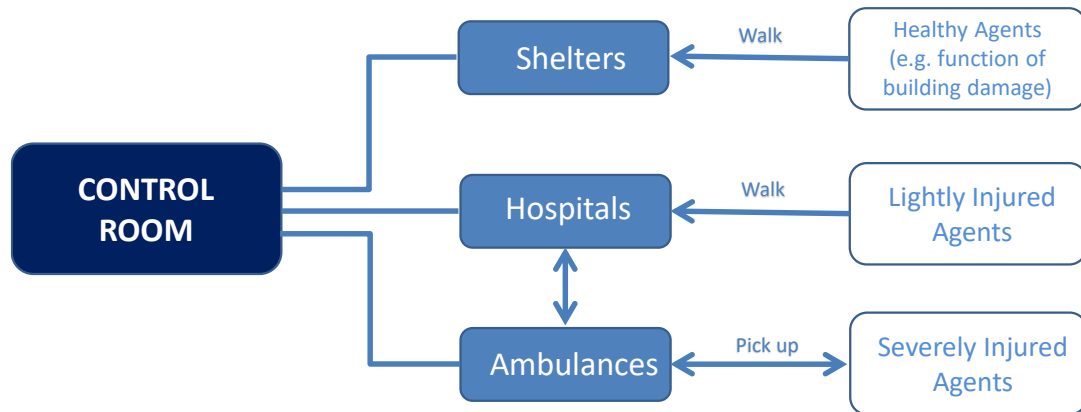 CONTROL
ROOM
Shelters
Walk
Healthy Agents
(e.g. function of
building damage)
Hospitals
Walk
Lightly Injured
Agents
Ambulances
Pick up
Severely Injured
Agents